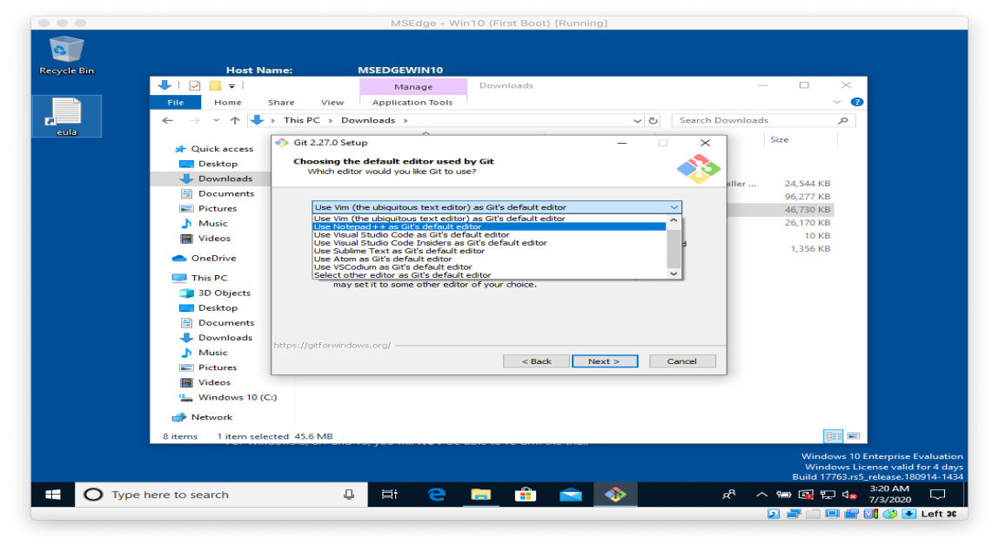 MSEdge - Win10 (First Boot) [Running]
Recycle Bin
Host Name: MSEDGEWIN10
Manage Downloads
File Home Share View Application Tools
This PC > Downloads >
Search Downloads
eula
Size
Quick access
Desktop
Downloads
Documents
Pictures
Music
Videos
OneDrive
This PC
3D Objects
Desktop
Documents
Downloads
Music
Pictures
Videos
Windows 10 (C:)
Network
Git 2.27.0 Setup
Choosing the default editor used by Git
Which editor would you like Git to use?
Use Vim (the ubiquitous text editor) as Git's default editor
Use Vim (the ubiquitous text editor) as Git's default editor
Use Notepad++ as Git's default editor
Use Visual Studio Code as Git's default editor
Use Visual Studio Code Insiders as Git's default editor
Use Sublime Text as Git's default editor
Use Atom as Git's default editor
Use VSCodium as Git's default editor
Select other editor as Git's default editor
may set it to some other editor of your choice.
https://gitforwindows.org/
< Back Next > Cancel
aller ... 24,544 KB
96,277 KB
46,730 KB
26,170 KB
10 KB
1,356 KB
8 items 1 item selected 45.6 MB
Windows 10 Enterprise Evaluation
Windows License valid for 4 days
Build 17763.rs5_release.180914-1434
Type here to search
3:20 AM
7/3/2020
Left ⌘